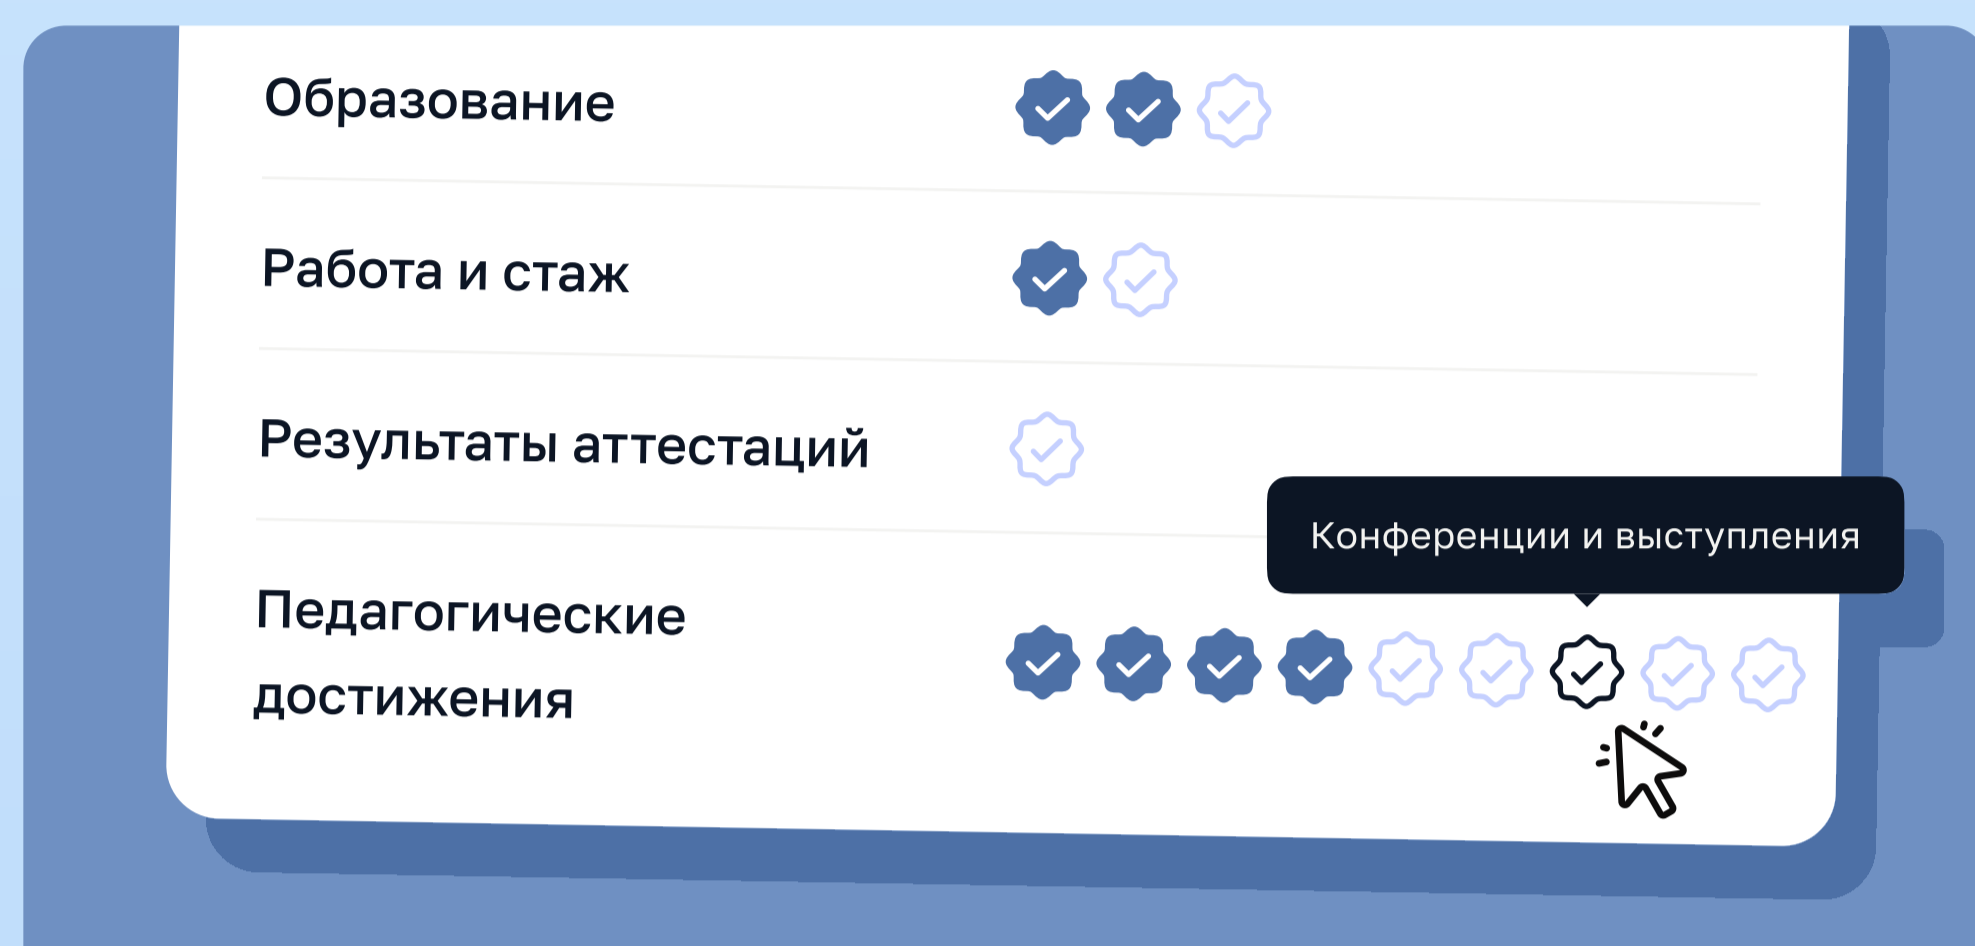 Образование
Работа и стаж
Результаты аттестаций
Конференции и выступления
Педагогические
достижения